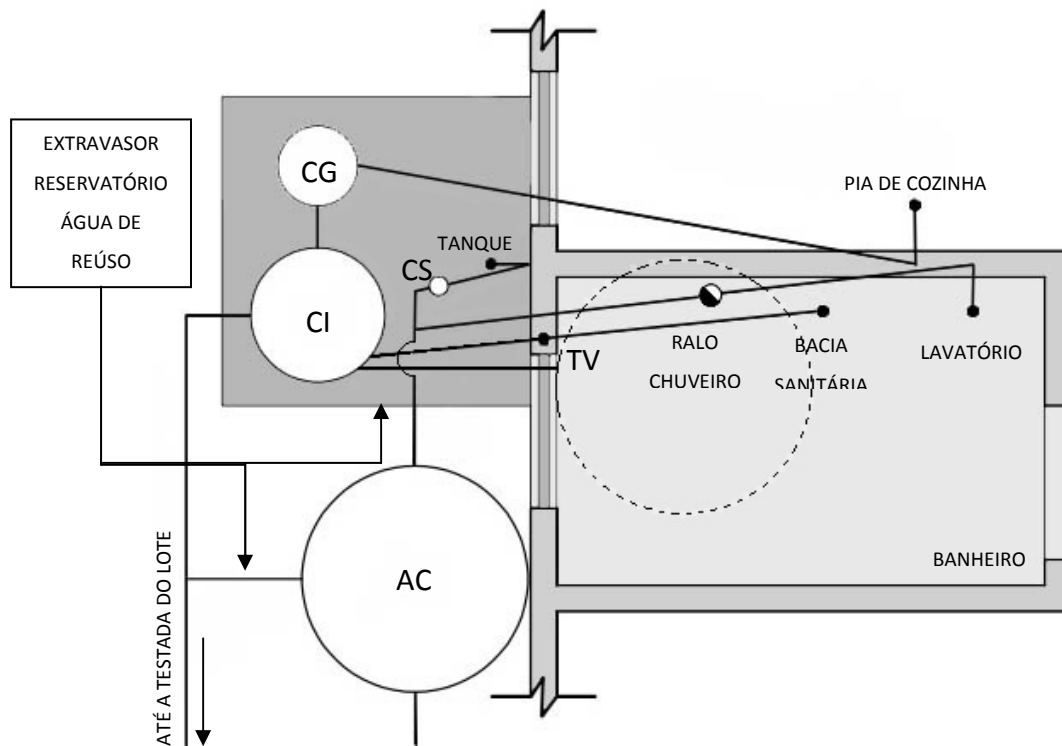 EXTRAVASOR
RESERVATÓRIO
ÁGUA DE
REÚSO
CG
TANQUE
CS
CI
PIA DE COZINHA
TV
RALO
CHUVEIRO
BACIA
SANITÁRIA
LAVATÓRIO
AC
BANHEIRO
ATÉ A TESTADA DO LOTE